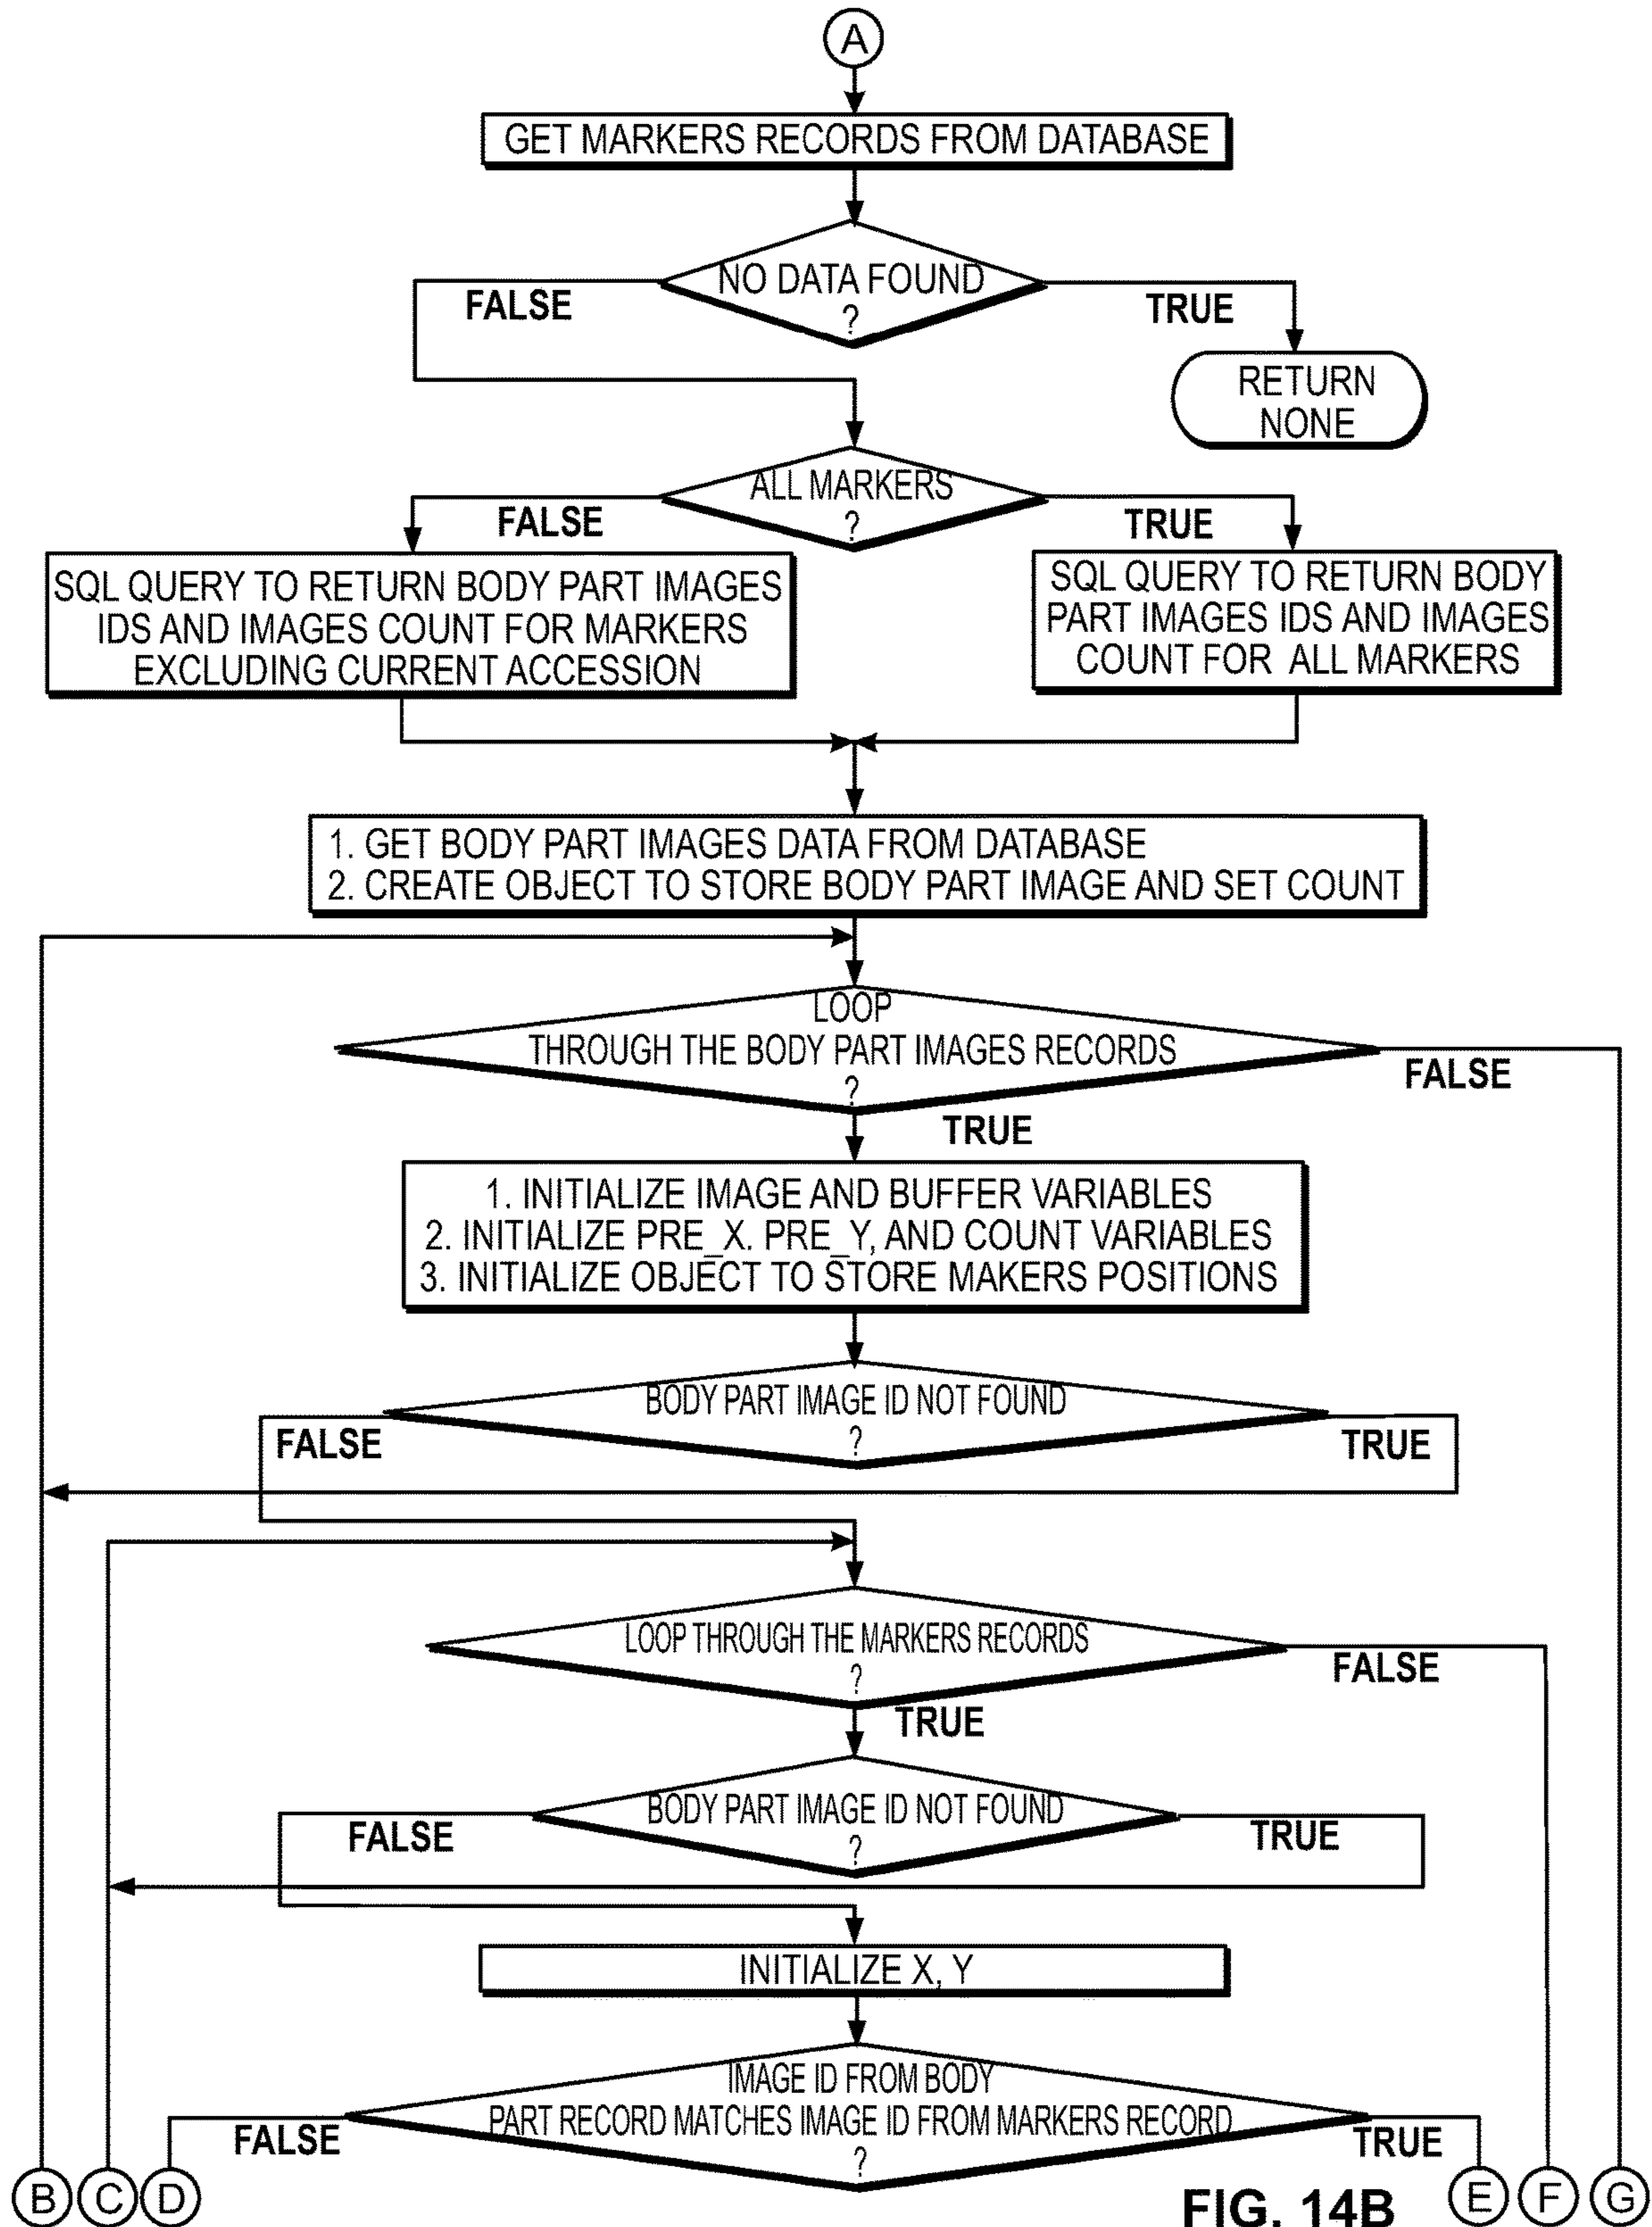 A
GET MARKERS RECORDS FROM DATABASE
NO DATA FOUND
?
FALSE
TRUE
RETURN
NONE
ALL MARKERS
?
FALSE
TRUE
SQL QUERY TO RETURN BODY PART IMAGES
IDS AND IMAGES COUNT FOR MARKERS
EXCLUDING CURRENT ACCESSION
SQL QUERY TO RETURN BODY
PART IMAGES IDS AND IMAGES
COUNT FOR ALL MARKERS
1. GET BODY PART IMAGES DATA FROM DATABASE
2. CREATE OBJECT TO STORE BODY PART IMAGE AND SET COUNT
LOOP
THROUGH THE BODY PART IMAGES RECORDS
?
FALSE
TRUE
1. INITIALIZE IMAGE AND BUFFER VARIABLES
2. INITIALIZE PRE_X. PRE_Y, AND COUNT VARIABLES
3. INITIALIZE OBJECT TO STORE MAKERS POSITIONS
BODY PART IMAGE ID NOT FOUND
?
FALSE
TRUE
LOOP THROUGH THE MARKERS RECORDS
?
FALSE
TRUE
BODY PART IMAGE ID NOT FOUND
?
FALSE
TRUE
INITIALIZE X, Y
IMAGE ID FROM BODY
PART RECORD MATCHES IMAGE ID FROM MARKERS RECORD
?
FALSE
TRUE
B
C
D
FIG. 14B
E
F
G